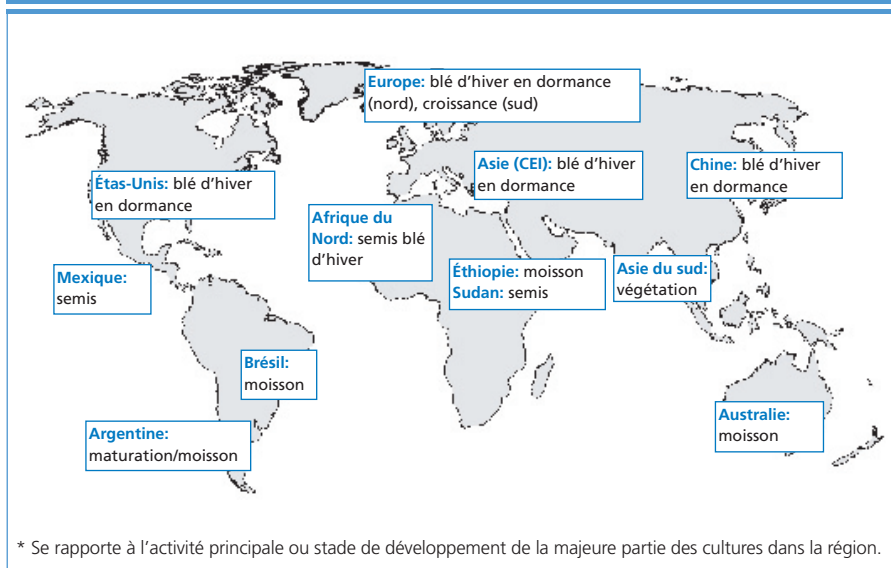 Europe: blé d'hiver en dormance
(nord), croissance (sud)
Asie (CEI): blé d'hiver
en dormance
Chine: blé d'hiver
en dormance
Étas-Unis: blé d'hiver
en dormance
Afrique du
Nord: semis blé
d'hiver
Éthiopie: moisson
Sudan: semis
Asie du sud:
végétation
Mexique:
semis
Brésil:
moisson
Argentine:
maturation/moisson
Australie:
moisson
* Se rapporte à l'activité principale ou stade de développement de la majeure partie des cultures dans la région.